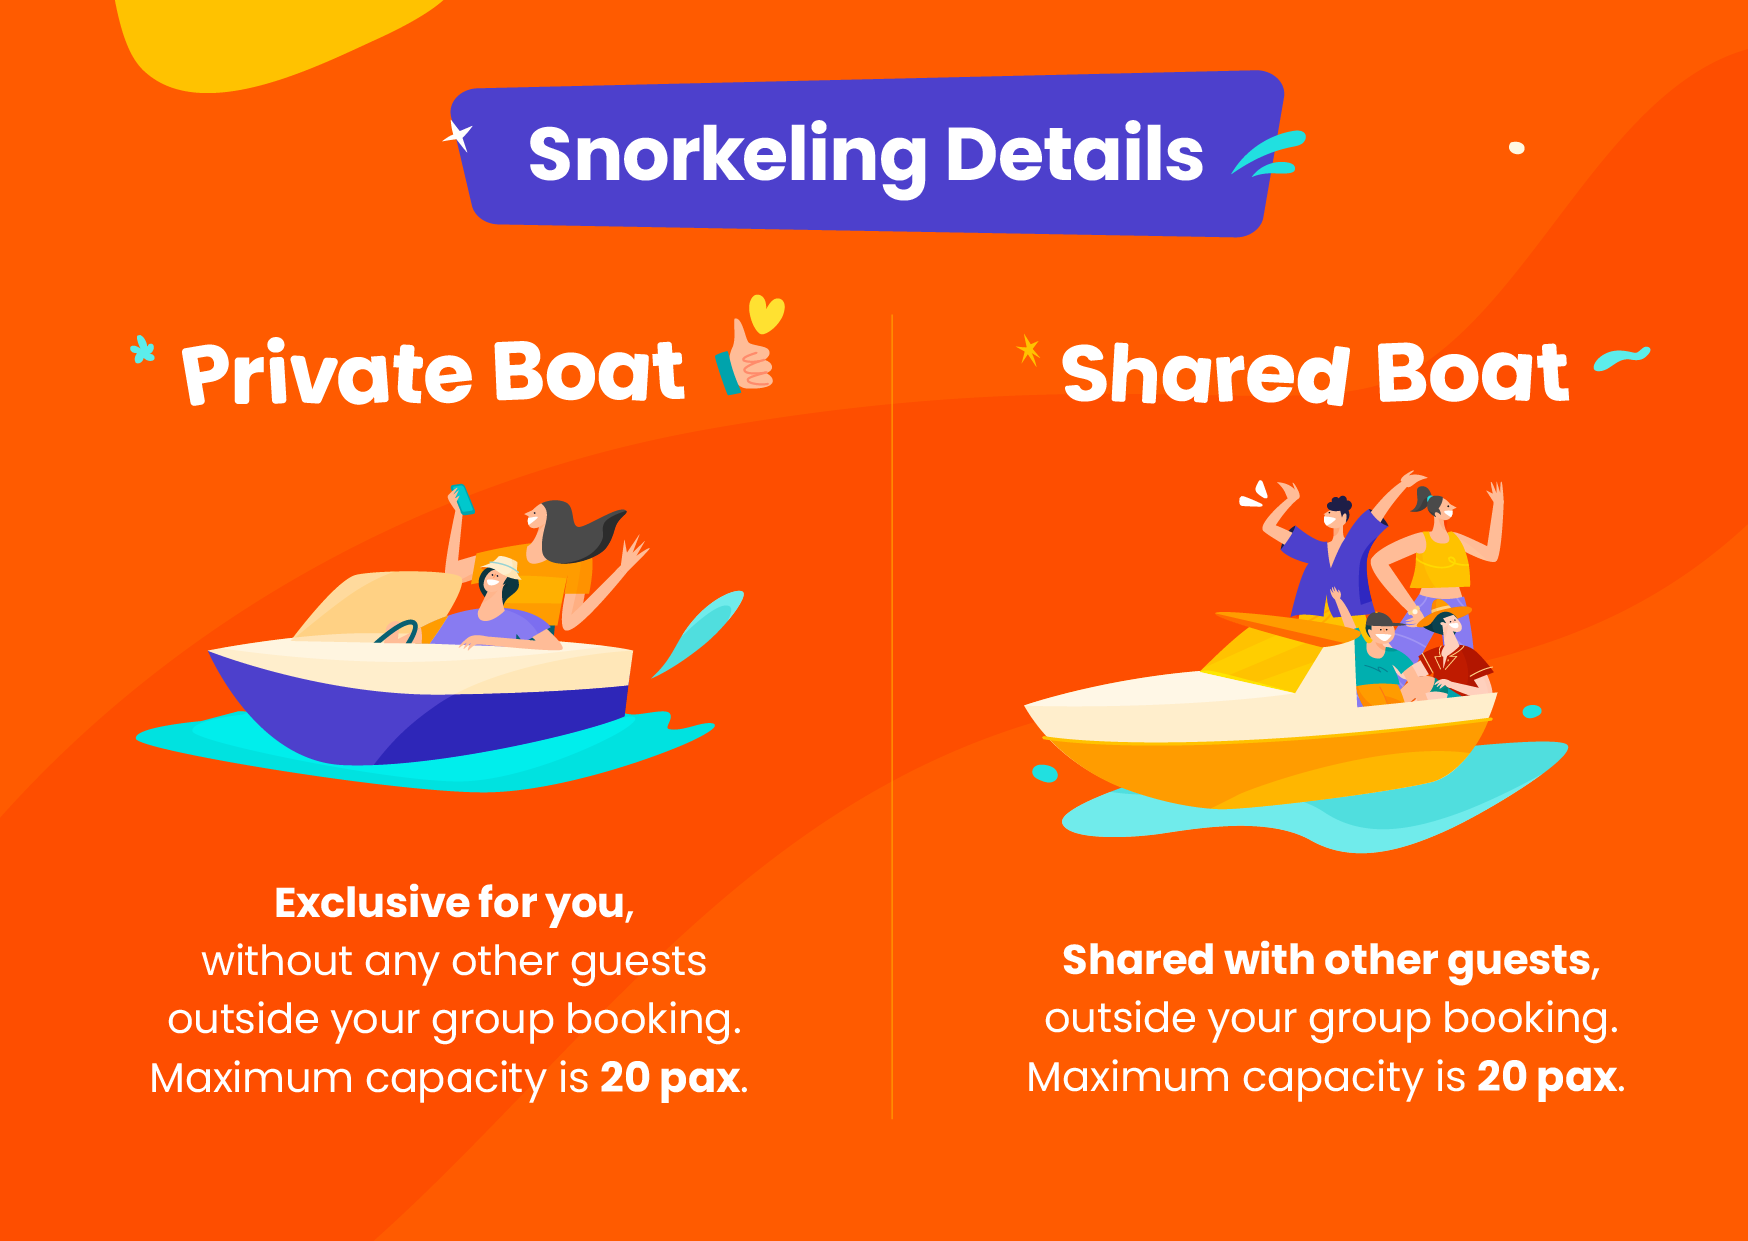 Snorkeling Details
Private Boat
Exclusive for you,
without any other guests
outside your group booking.
Maximum capacity is 20 pax.
Shared Boat
Shared with other guests,
outside your group booking.
Maximum capacity is 20 pax.